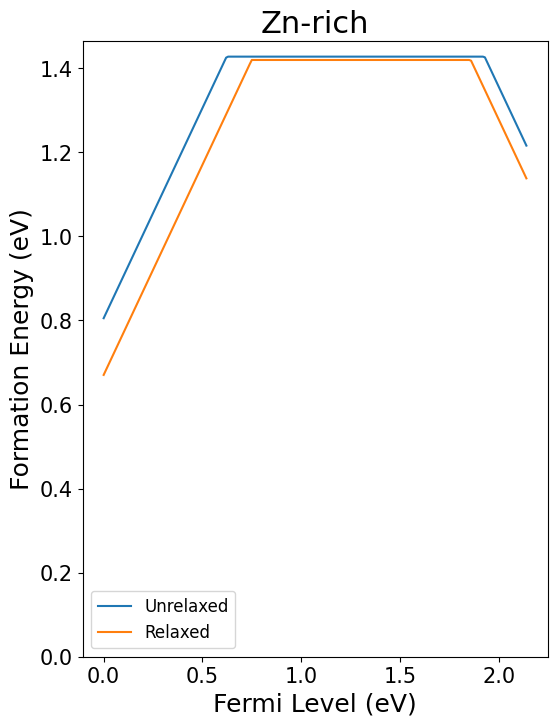 Zn-rich
Formation Energy (eV)
1.4
1.2
1.0
0.8
0.6
0.4
0.2
0.0
Unrelaxed
Relaxed
0.0 0.5 1.0 1.5 2.0
Fermi Level (eV)